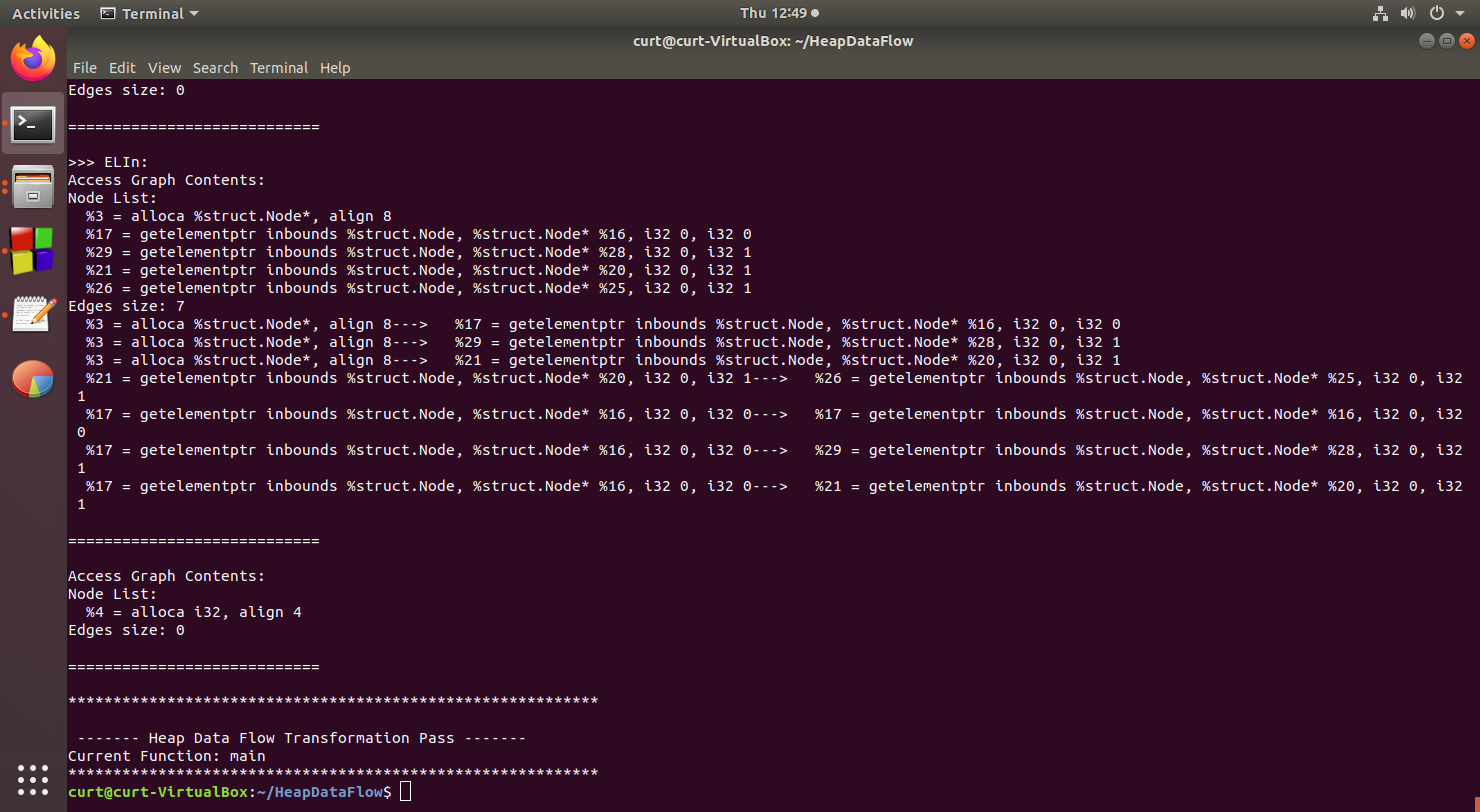 Activities Terminal Thu 12:49
curt@curt-VirtualBox: ~/HeapDataFlow
File Edit View Search Terminal Help
Edges size: 0
============================
>>> ELIn:
Access Graph Contents:
Node List:
  %3 = alloca %struct.Node*, align 8
  %17 = getelementptr inbounds %struct.Node, %struct.Node* %16, i32 0, i32 0
  %29 = getelementptr inbounds %struct.Node, %struct.Node* %28, i32 0, i32 1
  %21 = getelementptr inbounds %struct.Node, %struct.Node* %20, i32 0, i32 1
  %26 = getelementptr inbounds %struct.Node, %struct.Node* %25, i32 0, i32 1
Edges size: 7
  %3 = alloca %struct.Node*, align 8--->   %17 = getelementptr inbounds %struct.Node, %struct.Node* %16, i32 0, i32 0
  %3 = alloca %struct.Node*, align 8--->   %29 = getelementptr inbounds %struct.Node, %struct.Node* %28, i32 0, i32 1
  %3 = alloca %struct.Node*, align 8--->   %21 = getelementptr inbounds %struct.Node, %struct.Node* %20, i32 0, i32 1
  %21 = getelementptr inbounds %struct.Node, %struct.Node* %20, i32 0, i32 1--->   %26 = getelementptr inbounds %struct.Node, %struct.Node* %25, i32 0, i32
 1
  %17 = getelementptr inbounds %struct.Node, %struct.Node* %16, i32 0, i32 0--->   %17 = getelementptr inbounds %struct.Node, %struct.Node* %16, i32 0, i32
 0
  %17 = getelementptr inbounds %struct.Node, %struct.Node* %16, i32 0, i32 0--->   %29 = getelementptr inbounds %struct.Node, %struct.Node* %28, i32 0, i32
 1
  %17 = getelementptr inbounds %struct.Node, %struct.Node* %16, i32 0, i32 0--->   %21 = getelementptr inbounds %struct.Node, %struct.Node* %20, i32 0, i32
 1
============================
Access Graph Contents:
Node List:
  %4 = alloca i32, align 4
Edges size: 0
============================
***********************************************************
 ------- Heap Data Flow Transformation Pass -------
Current Function: main
***********************************************************
curt@curt-VirtualBox:~/HeapDataFlow$